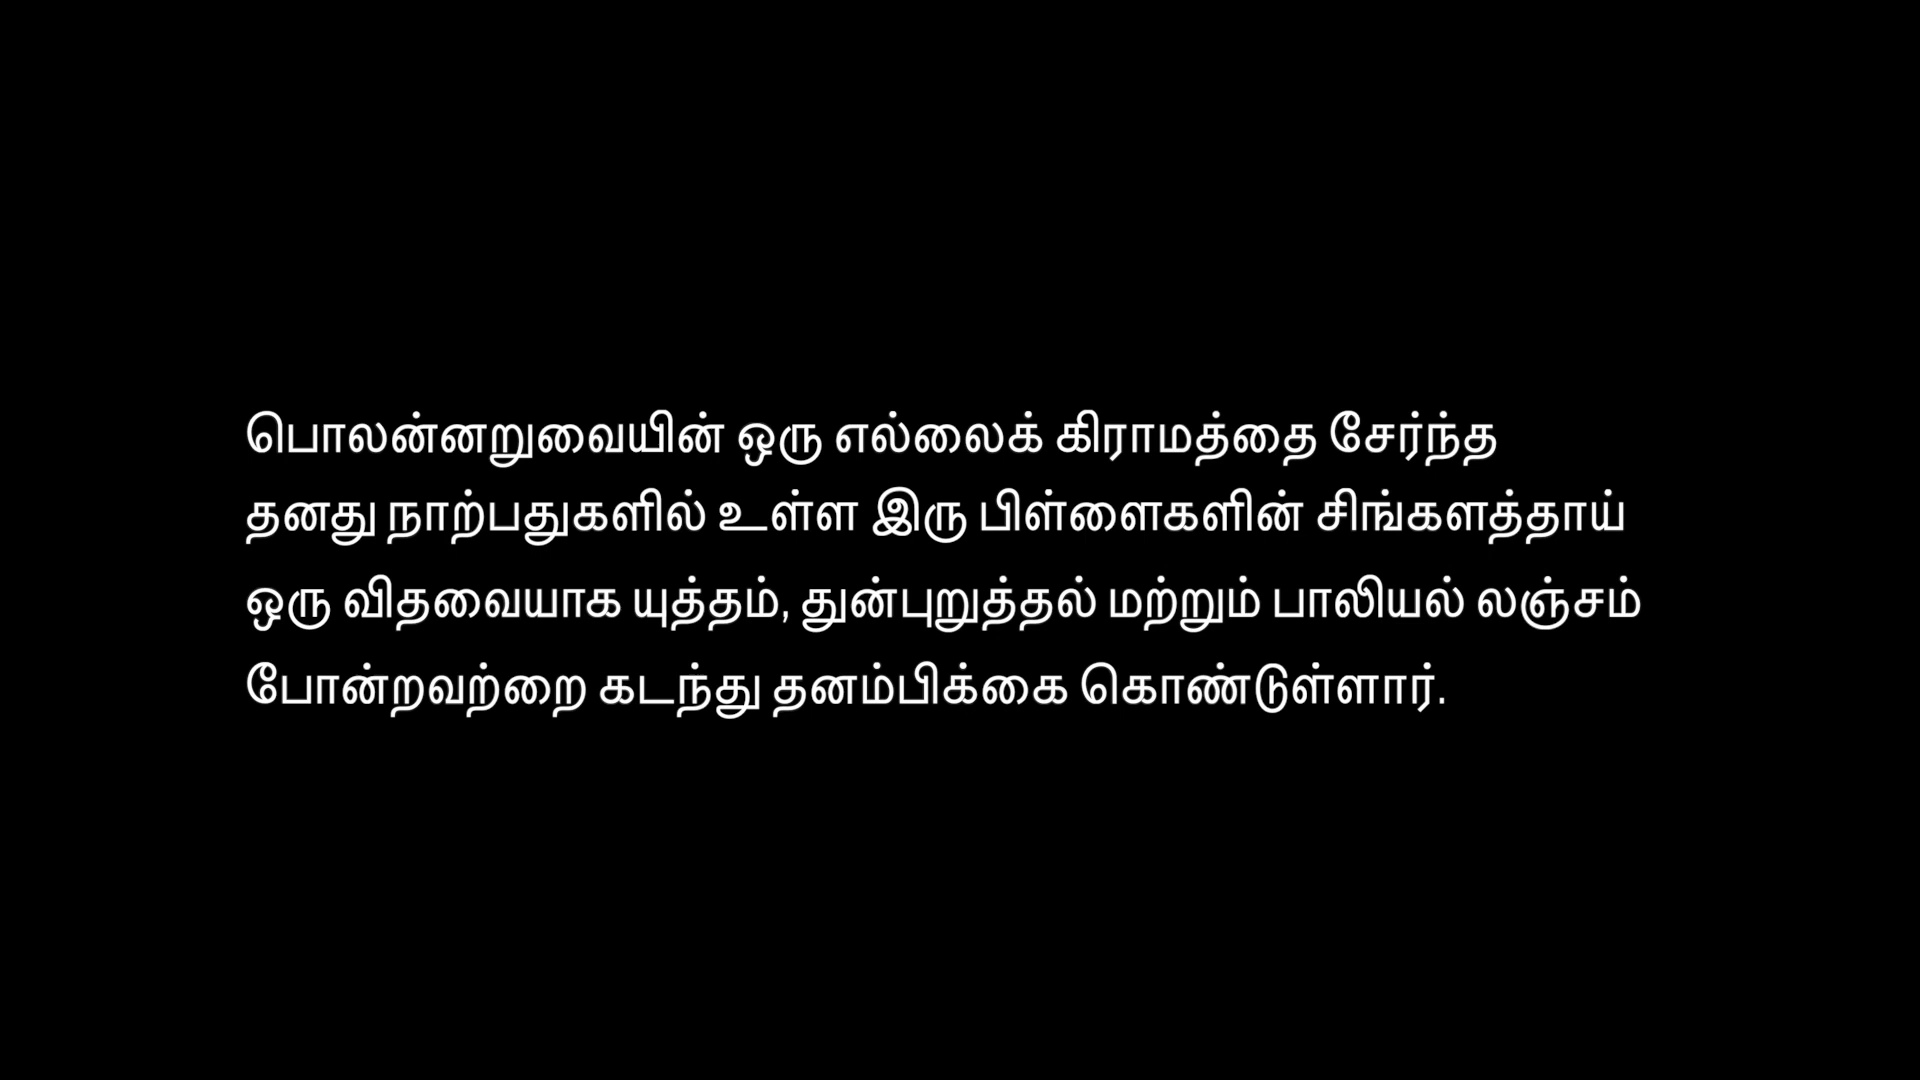 பொலன்னறுவையின் ஒரு எல்லைக் கிராமத்தை சேர்ந்த
தனது நாற்பதுகளில் உள்ள இரு பிள்ளைகளின் சிங்களத்தாய்
ஒரு விதவையாக யுத்தம், துன்புறுத்தல் மற்றும் பாலியல் லஞ்சம்
போன்றவற்றை கடந்து தனம்பிக்கை கொண்டுள்ளார்.